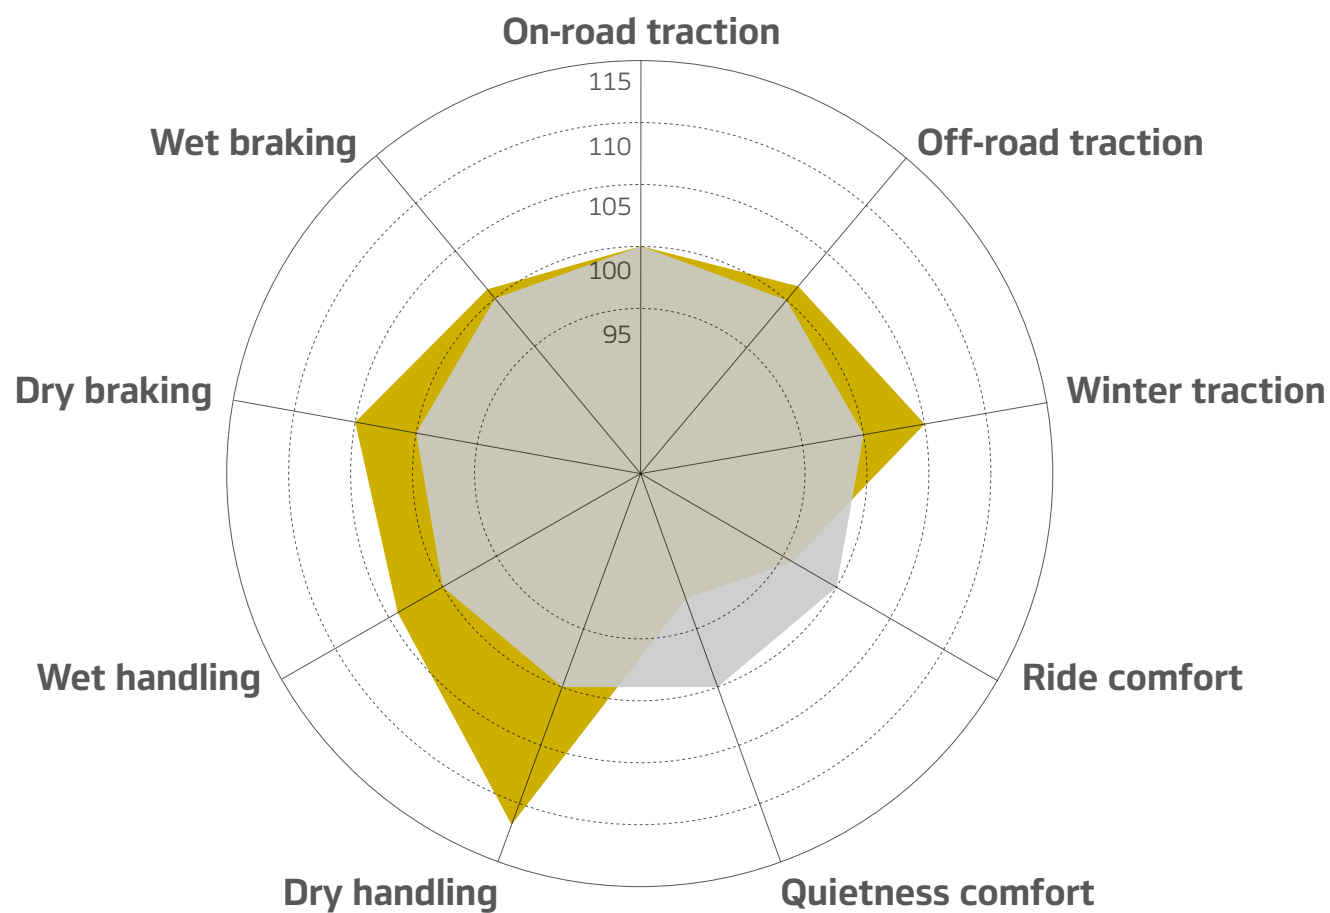 On-road traction
115
Wet braking
Off-road traction
110
105
100
95
Dry braking
Winter traction
Wet handling
Ride comfort
Dry handling
Quietness comfort